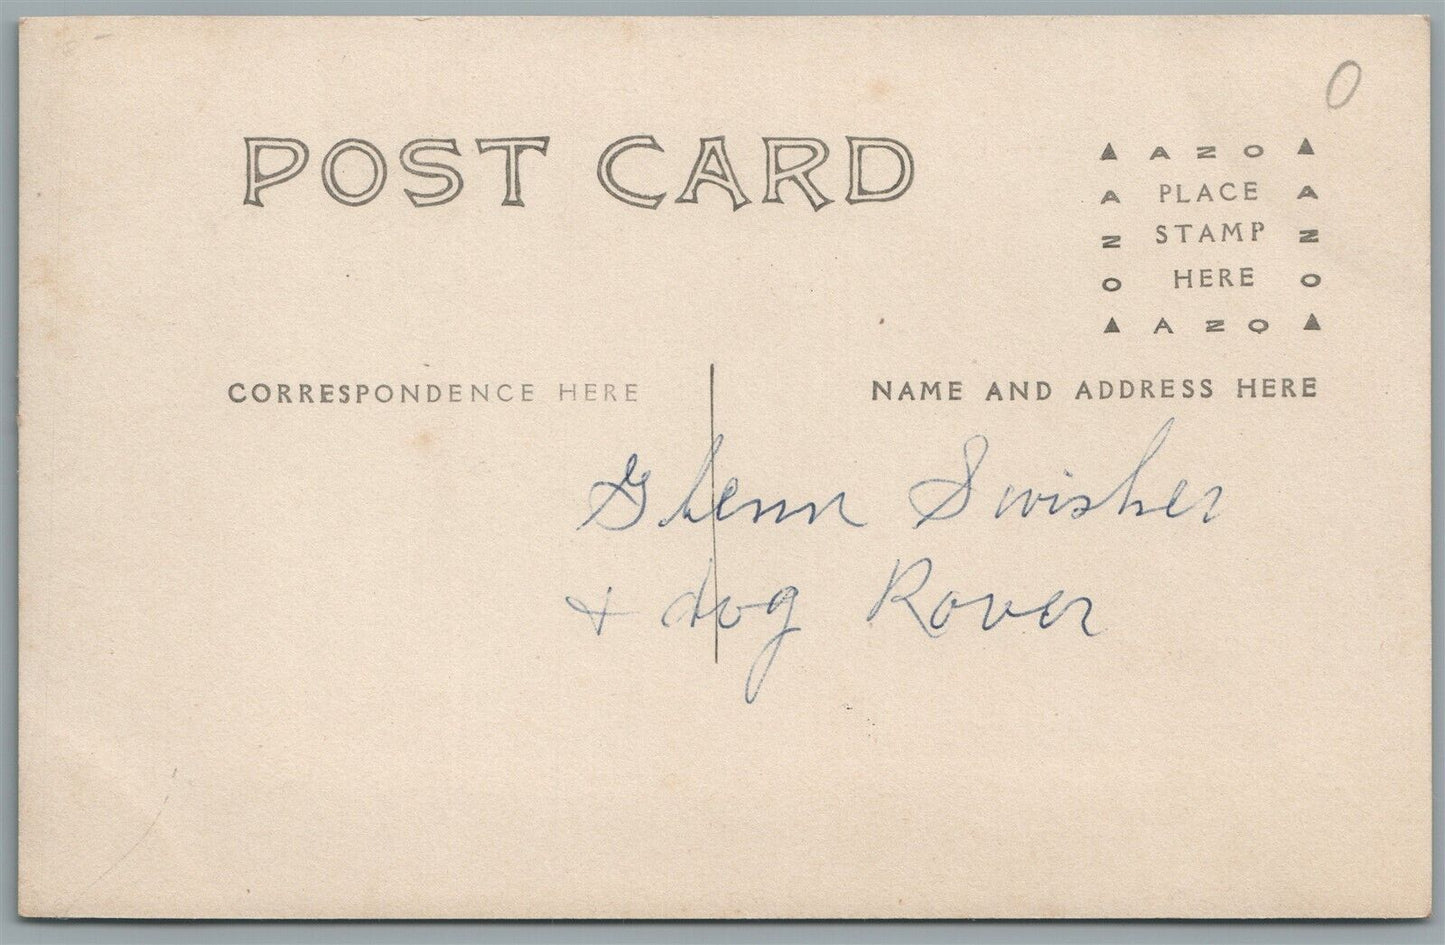 0
POST CARD
▲ AZO ▲
A PLACE A
Z STAMP Z
O HERE O
▲ AZO ▲
CORRESPONDENCE HERE
NAME AND ADDRESS HERE
Glenn Swisher
+ dog Rover